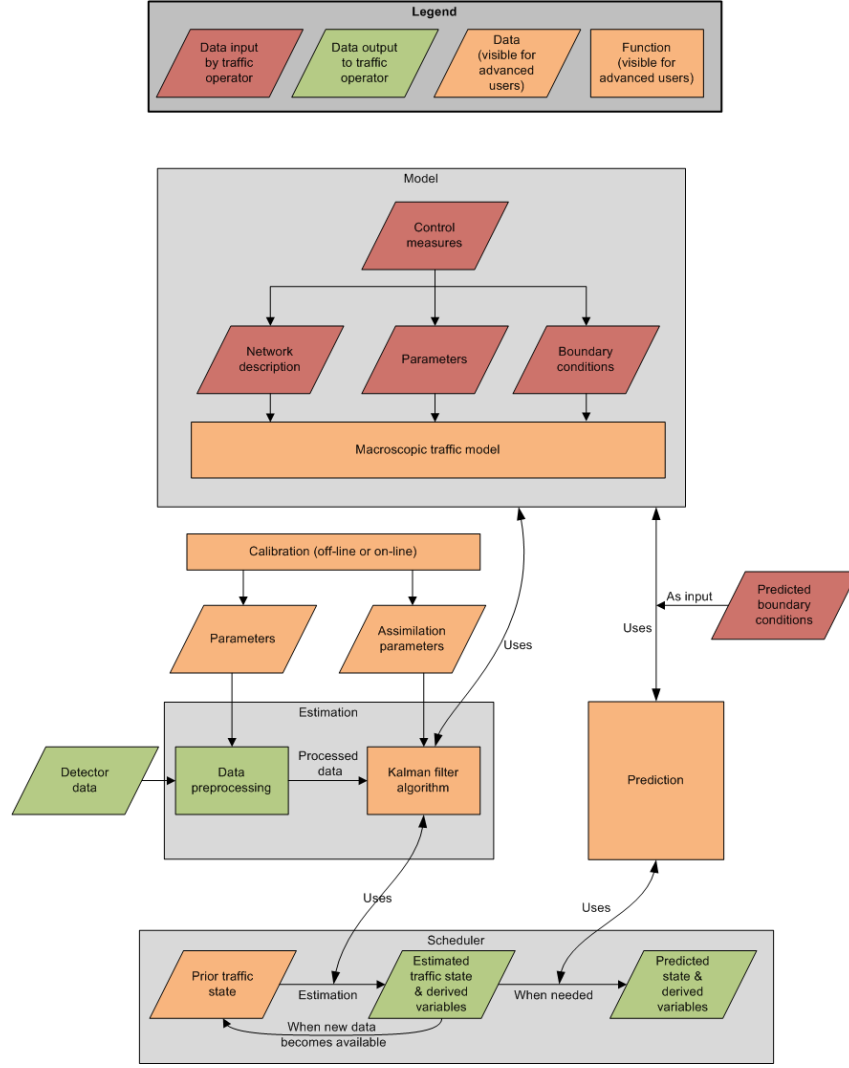 Legend
Data input
by traffic
operator
Data output
to traffic
operator
Data
(visible for
advanced
users)
Function
(visible for
advanced users)
Model
Control
measures
Network
description
Parameters
Boundary
conditions
Macroscopic traffic model
Calibration (off-line or on-line)
Parameters
Assimilation
parameters
Uses
Uses
As input
Predicted
boundary
conditions
Estimation
Detector
data
Data
preprocessing
Processed
data
Kalman filter
algorithm
Prediction
Uses
Uses
Scheduler
Prior traffic
state
Estimation
Estimated
traffic state
& derived
variables
When needed
Predicted
state &
derived
variables
When new data
becomes available